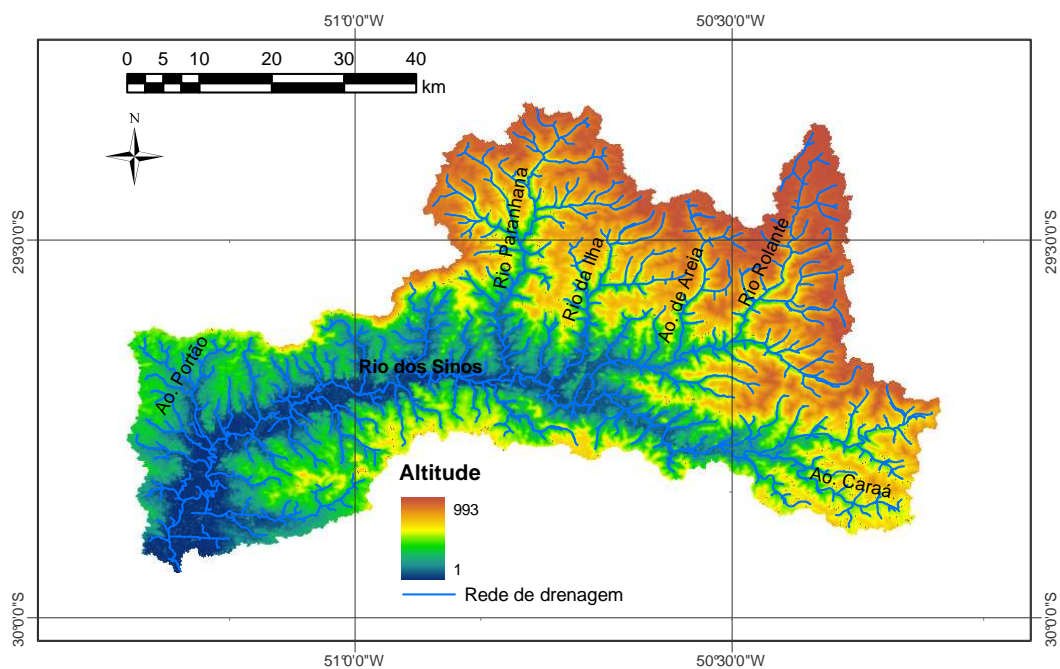 51°0'0"W 50°30'0"W
0 5 10 20 30 40
km
N
29°30'0"S 29°30'0"S
Rio Paranhana
Rio da Ilha
Ao. de Areia
Rio Rolante
Ao. Portão
Rio dos Sinos
Ao. Caraá
Altitude
993
1
Rede de drenagem
30°0'0"S 30°0'0"S
51°0'0"W 50°30'0"W